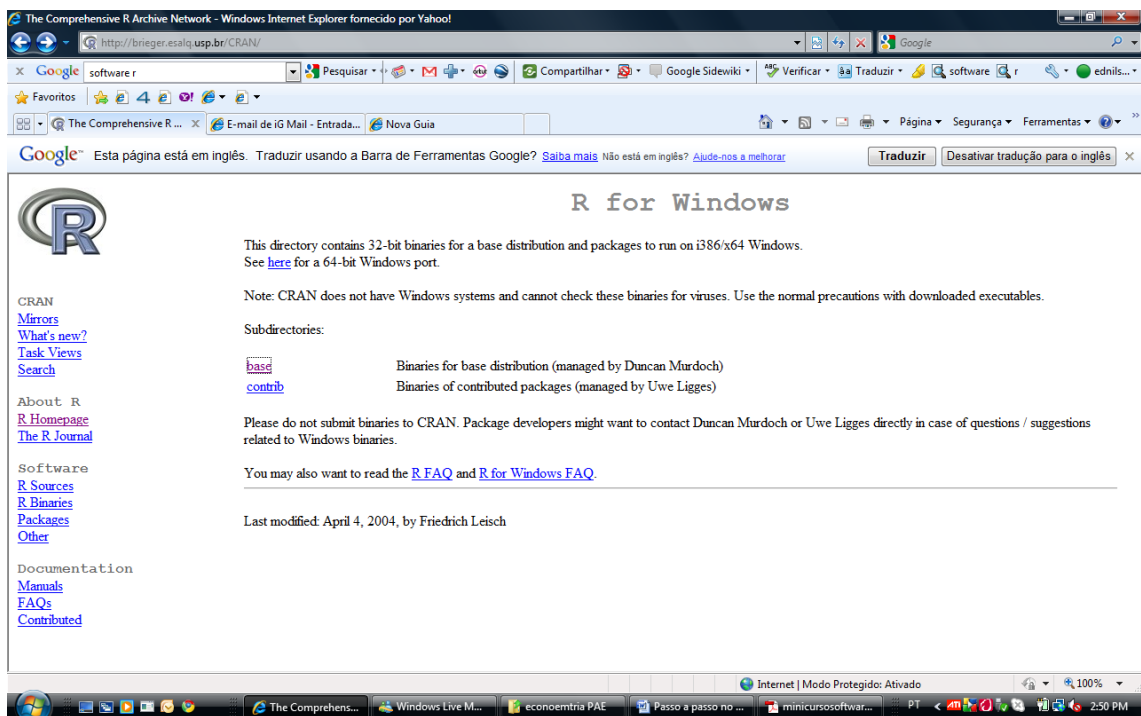 The Comprehensive R Archive Network - Windows Internet Explorer fornecido por Yahoo!
http://brieger.esalq.usp.br/CRAN/
Google
x Google software r Pesquisar Compartilhar Google Sidewiki Verificar Traduzir software r ednils...
Favoritos
The Comprehensive R ... x E-mail de iG Mail - Entrada... Nova Guia Página Segurança Ferramentas
Google™ Esta página está em inglês. Traduzir usando a Barra de Ferramentas Google? Saiba mais Não está em inglês? Ajude-nos a melhorar Traduzir Desativar tradução para o inglês
R
R for Windows
This directory contains 32-bit binaries for a base distribution and packages to run on i386/x64 Windows.
See here for a 64-bit Windows port.
Note: CRAN does not have Windows systems and cannot check these binaries for viruses. Use the normal precautions with downloaded executables.
Subdirectories:
base Binaries for base distribution (managed by Duncan Murdoch)
contrib Binaries of contributed packages (managed by Uwe Ligges)
Please do not submit binaries to CRAN. Package developers might want to contact Duncan Murdoch or Uwe Ligges directly in case of questions / suggestions
related to Windows binaries.
You may also want to read the R FAQ and R for Windows FAQ.
Last modified: April 4, 2004, by Friedrich Leisch
CRAN
Mirrors
What's new?
Task Views
Search
About R
R Homepage
The R Journal
Software
R Sources
R Binaries
Packages
Other
Documentation
Manuals
FAQs
Contributed
Internet | Modo Protegido: Ativado 100%
The Comprehens... Windows Live M... econoemtria PAE Passo a passo no ... minicursosoftwar... PT 2:50 PM